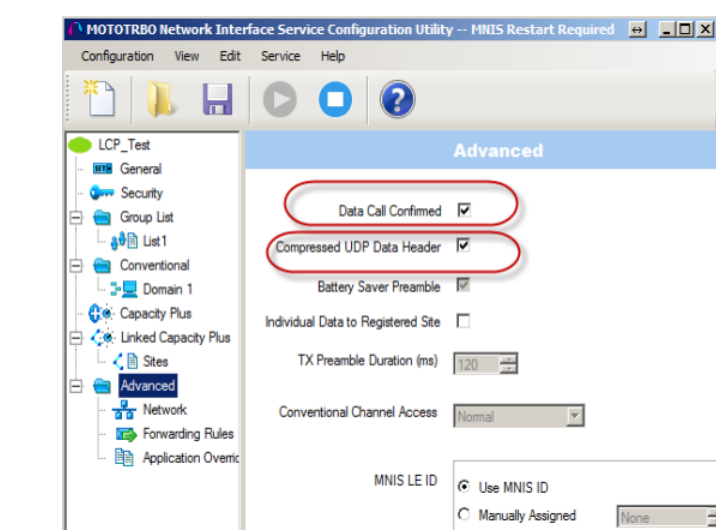 MOTOTRBO Network Interface Service Configuration Utility -- MNIS Restart Required
Configuration View Edit Service Help
LCP_Test
General
Security
Group List
List1
Conventional
Domain 1
Capacity Plus
Linked Capacity Plus
Sites
Advanced
Network
Forwarding Rules
Application
Advanced
Data Call Confirmed
Compressed UDP Data Header
Battery Saver Preamble
Individual Data to Registered Site
TX Preamble Duration (ms) 120
Conventional Channel Access Normal
MNIS LE ID
Use MNIS ID
Manually Assigned None